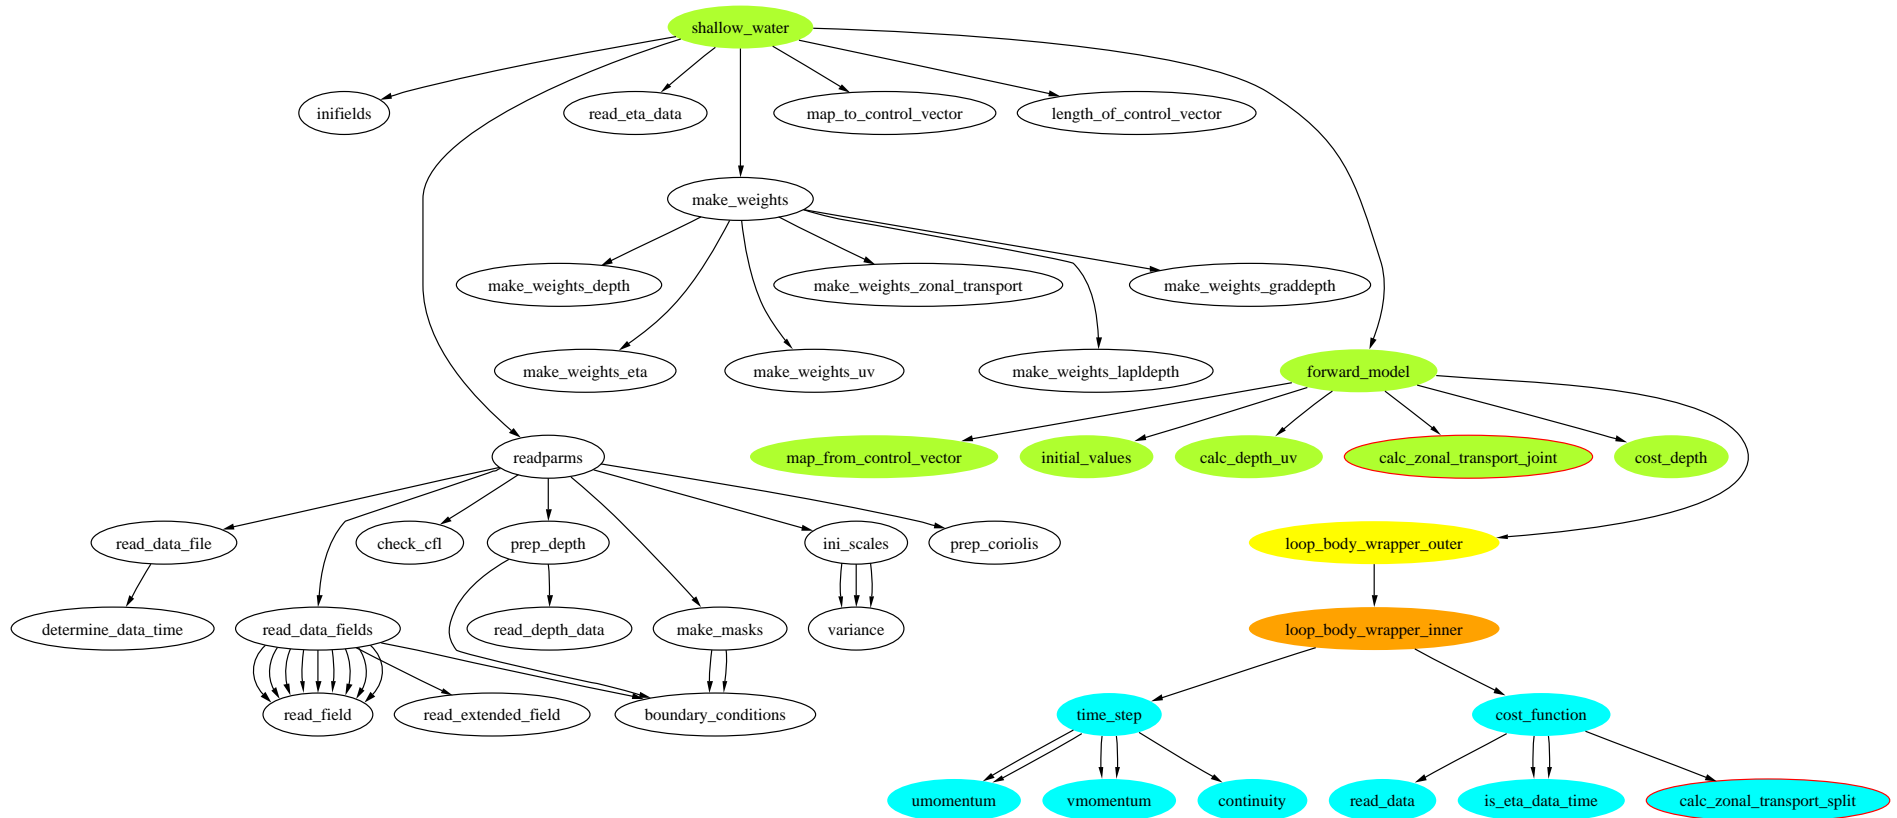 shallow_water
inifields
read_eta_data
map_to_control_vector
length_of_control_vector
make_weights
make_weights_depth
make_weights_zonal_transport
make_weights_graddepth
make_weights_eta
make_weights_uv
make_weights_lapldepth
forward_model
readparms
map_from_control_vector
initial_values
calc_depth_uv
calc_zonal_transport_joint
cost_depth
read_data_file
check_cfl
prep_depth
ini_scales
prep_coriolis
loop_body_wrapper_outer
determine_data_time
read_data_fields
read_depth_data
make_masks
variance
loop_body_wrapper_inner
read_field
read_extended_field
boundary_conditions
time_step
cost_function
umomentum
vmomentum
continuity
read_data
is_eta_data_time
calc_zonal_transport_split